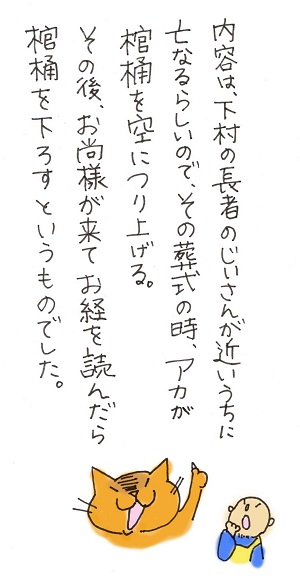 内容は、下村の長者のじいさんが近いうちに
亡なるらしいので、その葬式の時、アカが
棺桶を空につり上げる。
その後、お尚様が来てお経を読んだら
棺桶を下ろすというものでした。